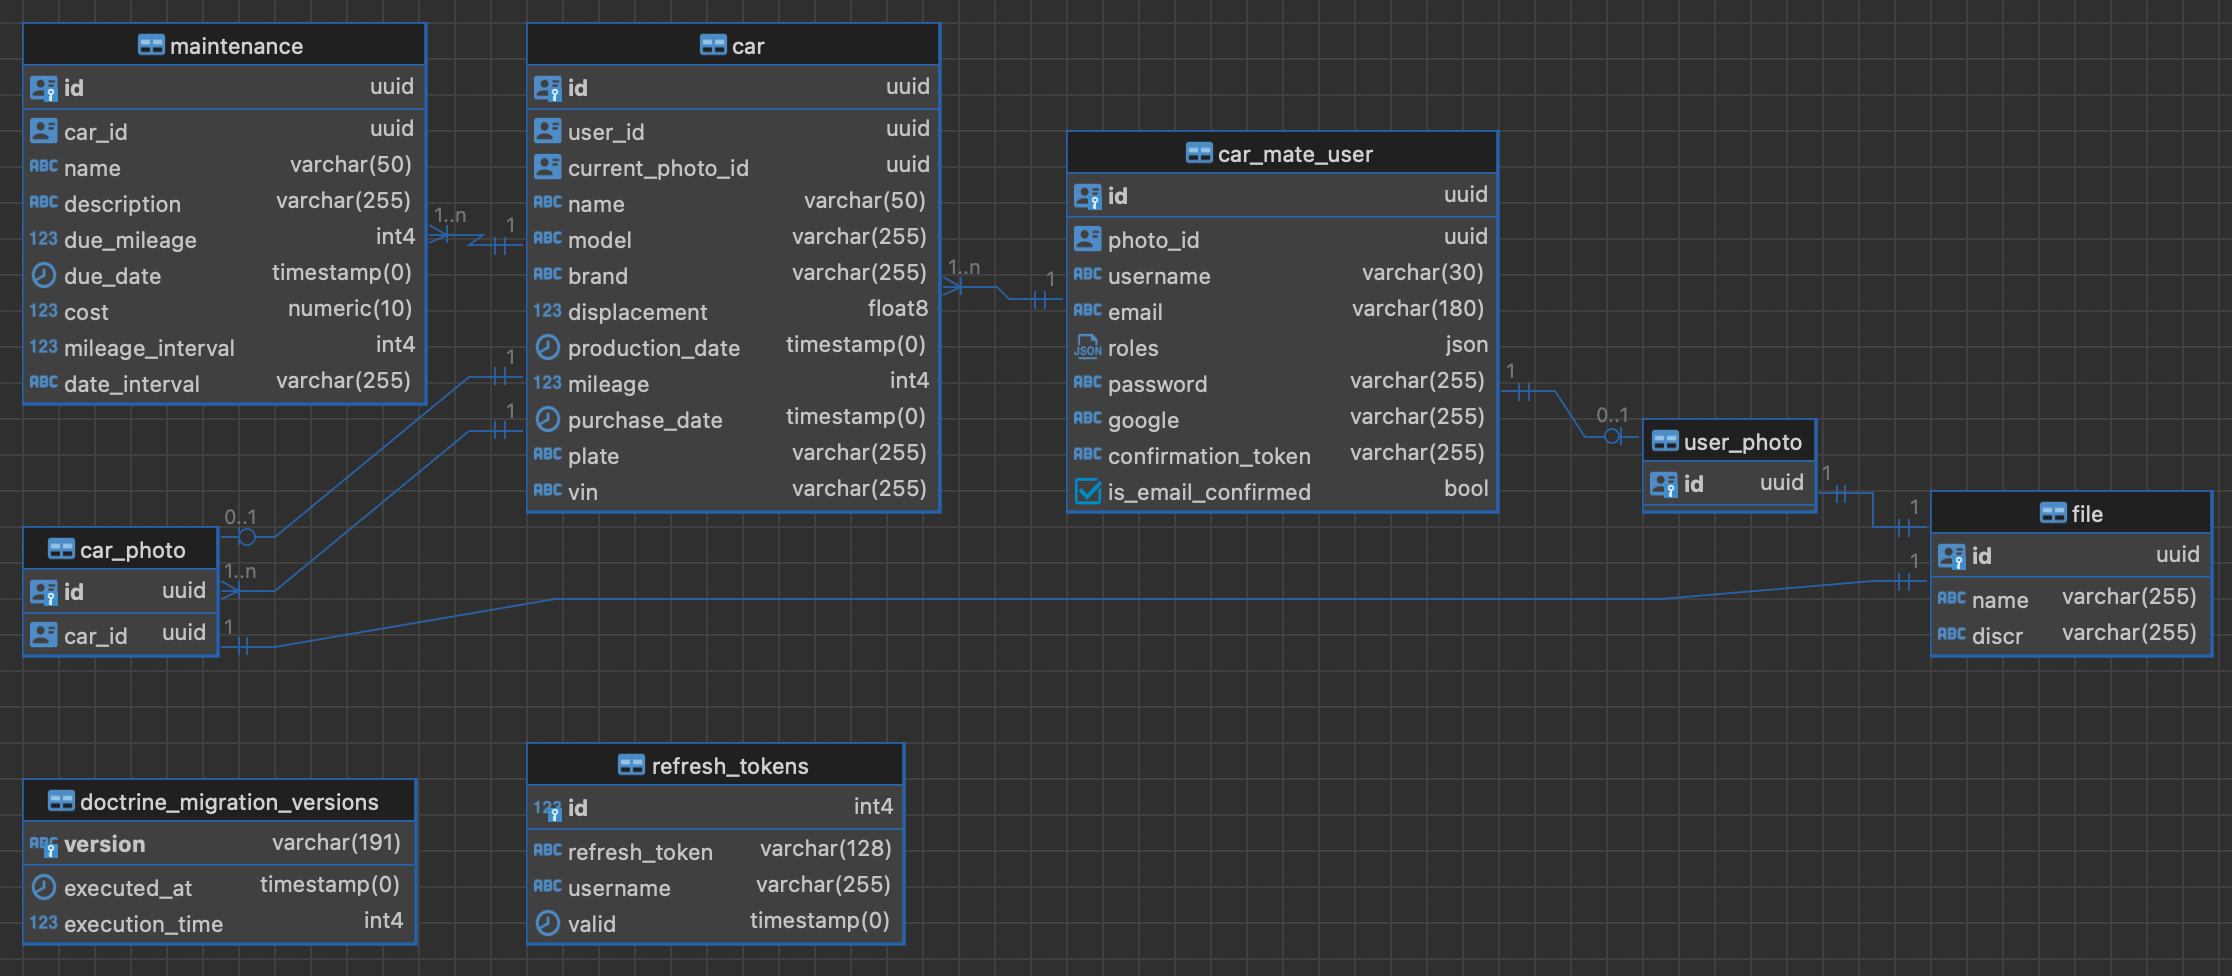 maintenance
id uuid
car_id uuid
name varchar(50)
description varchar(255)
due_mileage int4
due_date timestamp(0)
cost numeric(10)
mileage_interval int4
date_interval varchar(255)
1..n
1
car
id uuid
user_id uuid
current_photo_id uuid
name varchar(50)
model varchar(255)
brand varchar(255)
displacement float8
production_date timestamp(0)
mileage int4
purchase_date timestamp(0)
plate varchar(255)
vin varchar(255)
1
1
1..n
1
car_mate_user
id uuid
photo_id uuid
username varchar(30)
email varchar(180)
roles json
password varchar(255)
google varchar(255)
confirmation_token varchar(255)
is_email_confirmed bool
1
0..1
user_photo
id uuid
1
1
file
id uuid
name varchar(255)
discr varchar(255)
1
0..1
car_photo
id uuid
car_id uuid
1..n
1
doctrine_migration_versions
version varchar(191)
executed_at timestamp(0)
execution_time int4
refresh_tokens
id int4
refresh_token varchar(128)
username varchar(255)
valid timestamp(0)